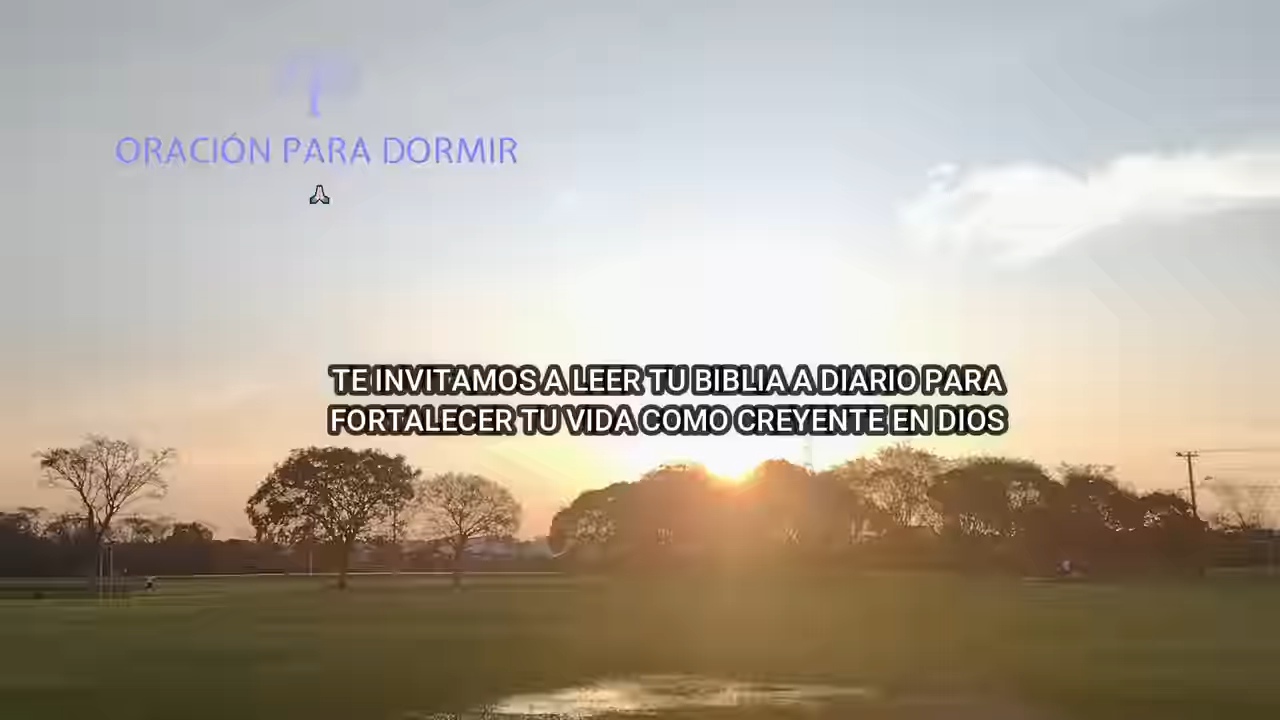 ORACIÓN PARA DORMIR
TE INVITAMOS A LEER TU BIBLIA A DIARIO PARA
FORTALECER TU VIDA COMO CREYENTE EN DIOS